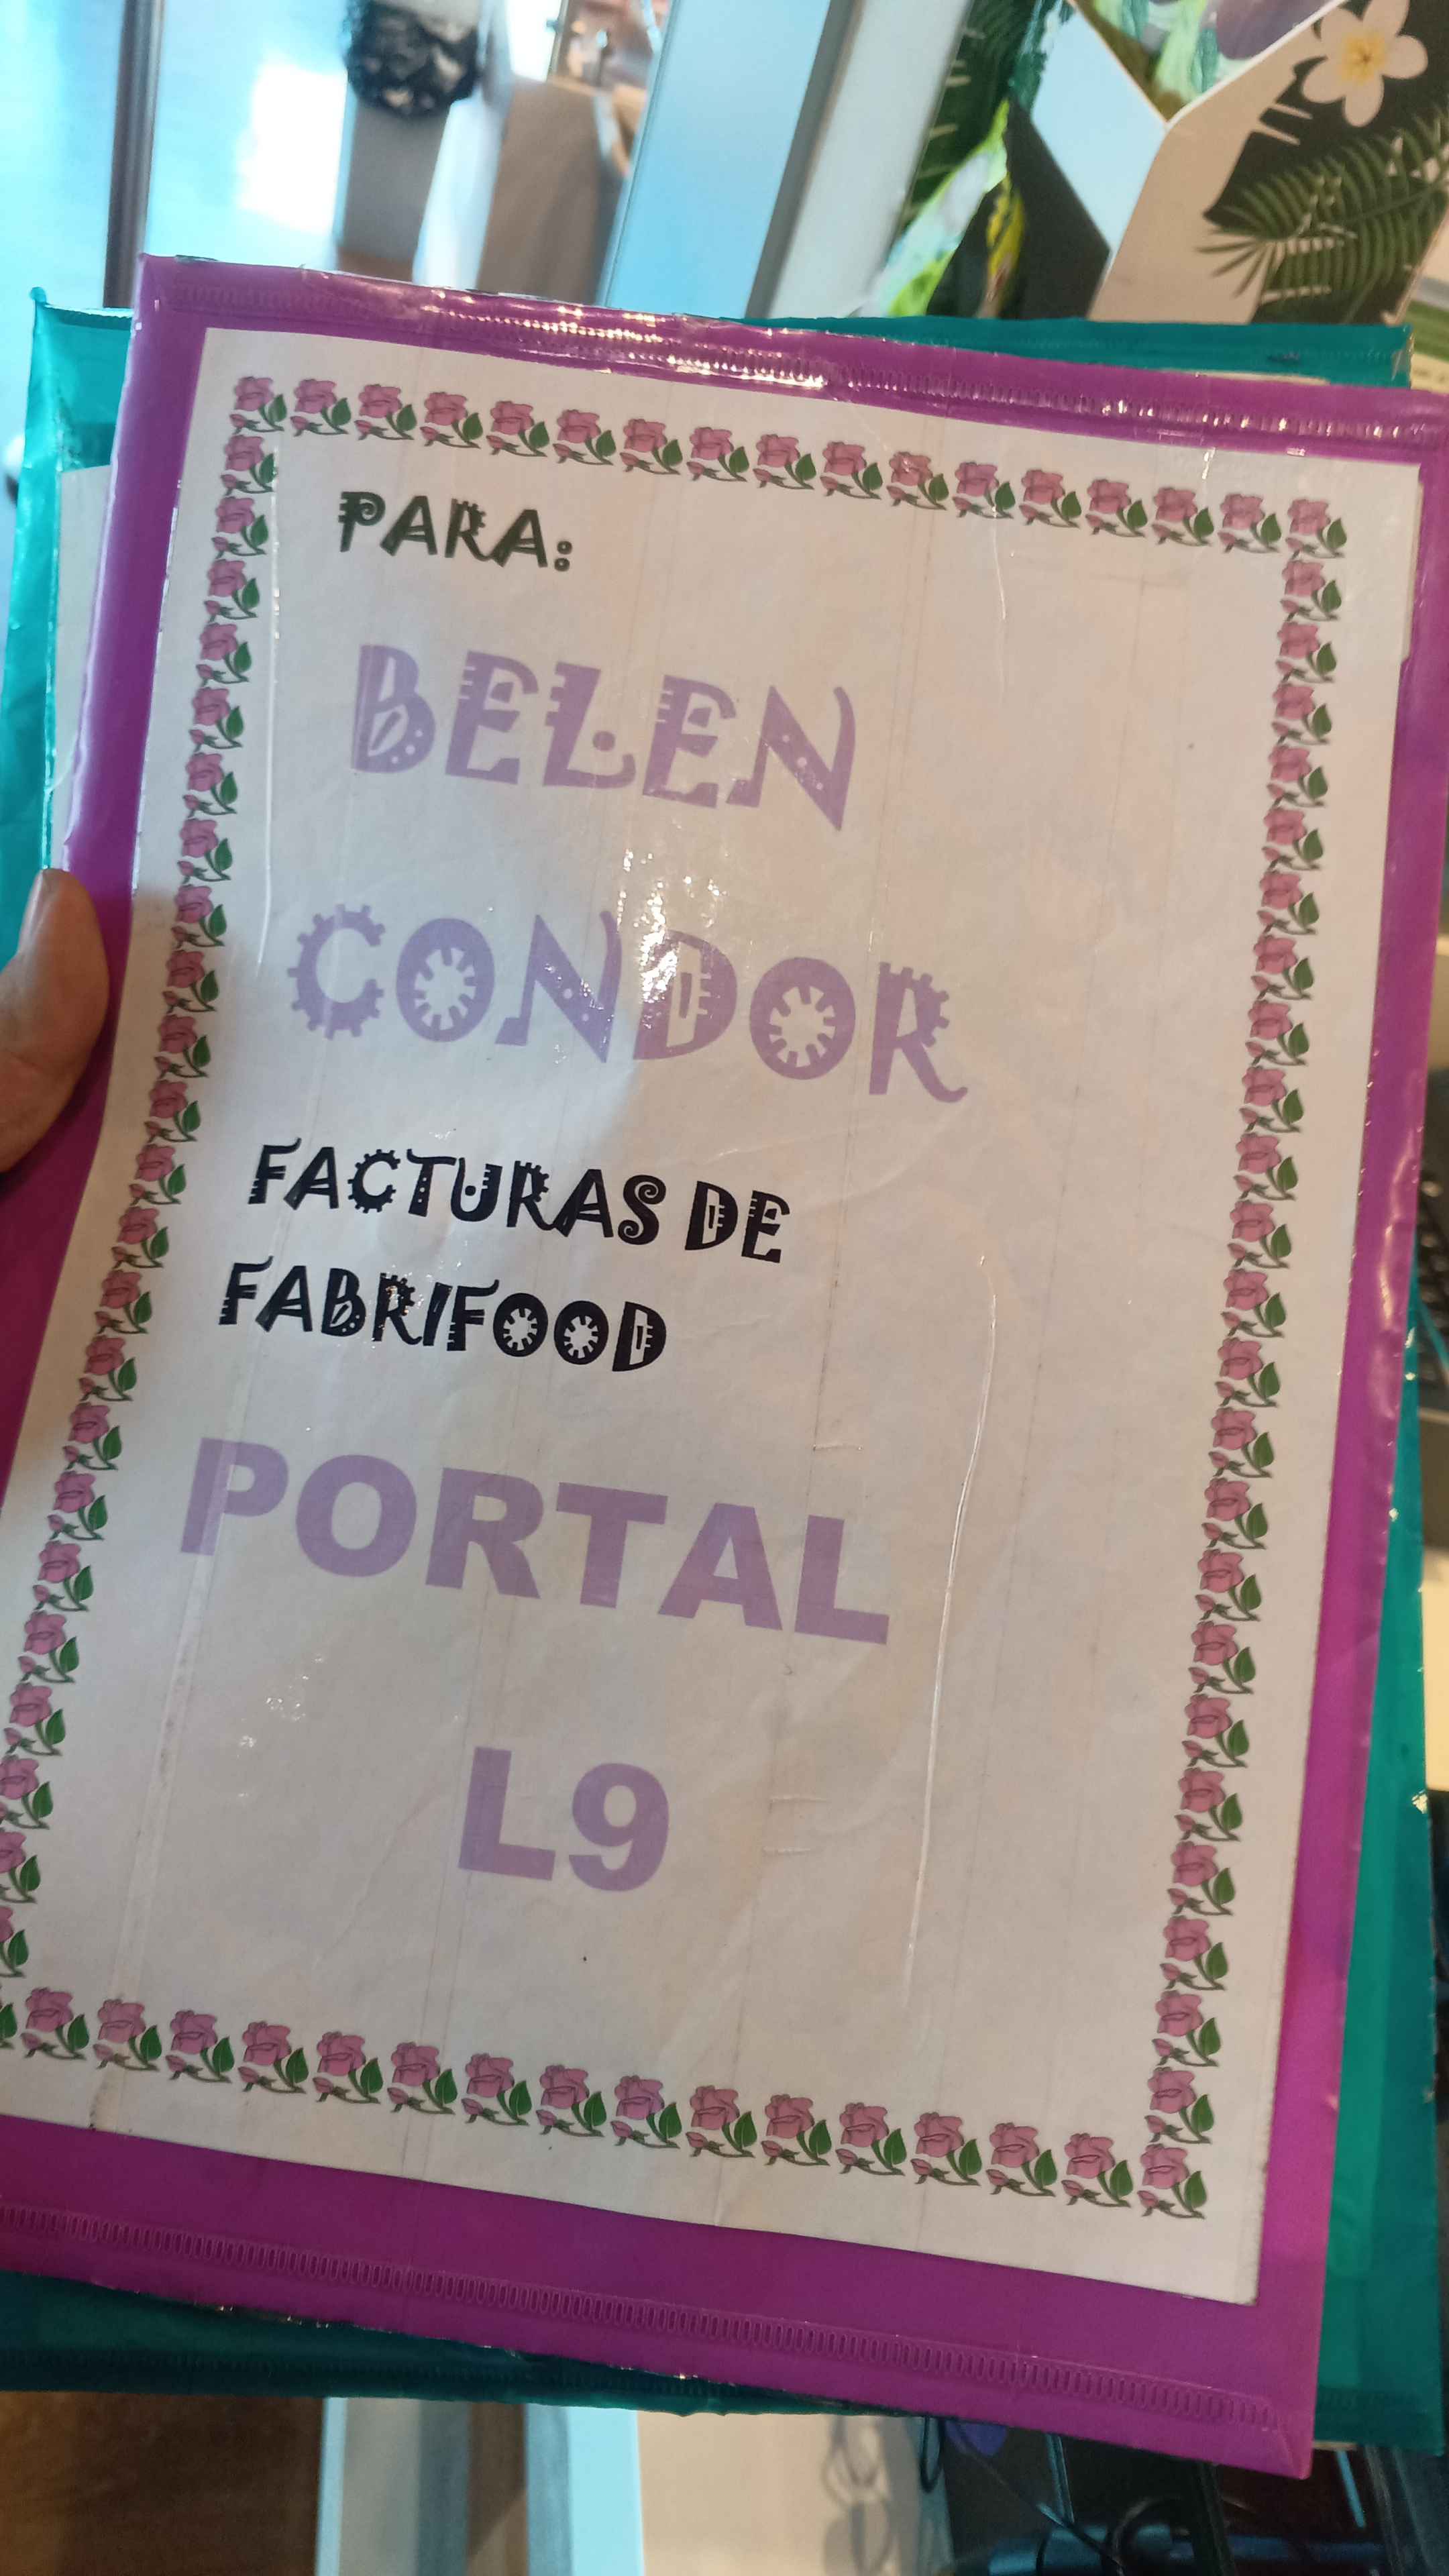 PARA:
BELEN
CONDOR
FACTURAS DE
FABRIFOOD
PORTAL
L9